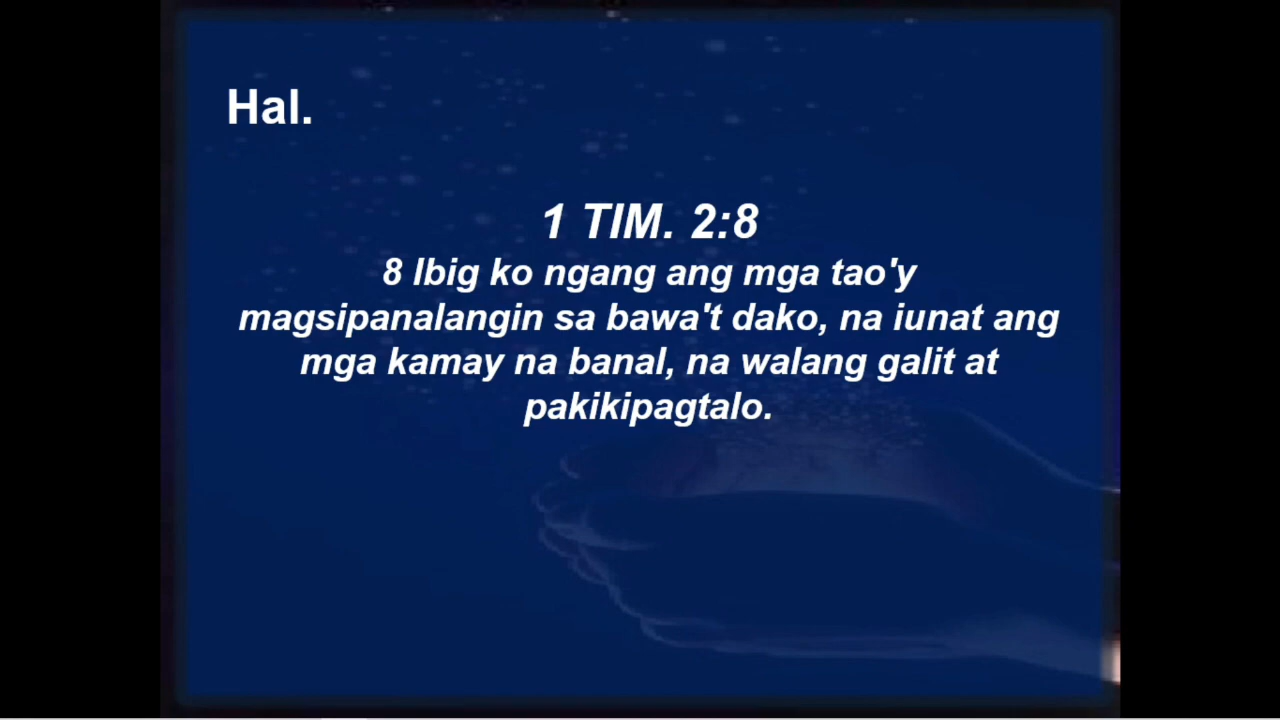 Hal.
1 TIM. 2:8
8 Ibig ko ngang ang mga tao'y
magsipanalangin sa bawa't dako, na iunat ang
mga kamay na banal, na walang galit at
pakikipagtalo.